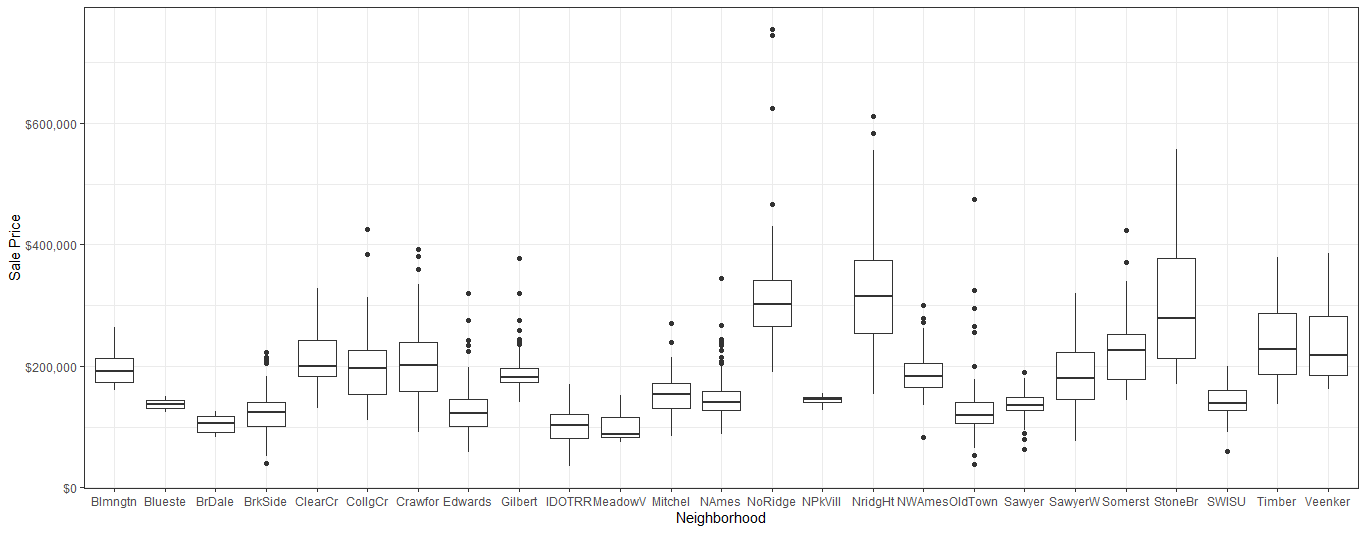 Sale Price
$600,000
$400,000
$200,000
$0
Blmngtn Blueste BrDale BrkSide ClearCr CollgCr Crawfor Edwards Gilbert IDOTRR MeadowV Mitchel NAmes NoRidge NPkVill NridgHt NWAmes OldTown Sawyer SawyerW Somerst StoneBr SWISU Timber Veenker
Neighborhood